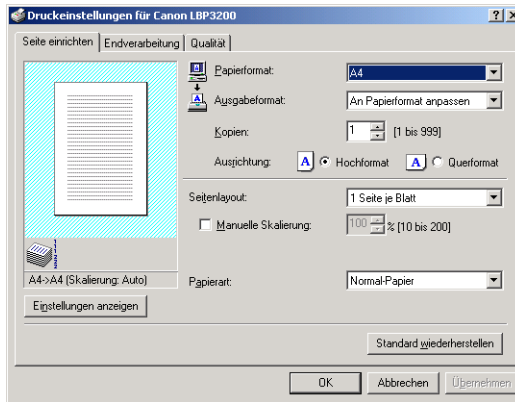 Druckeinstellungen für Canon LBP3200
Seite einrichten Endverarbeitung Qualität
Papierformat: A4
Ausgabeformat: An Papierformat anpassen
Kopien: 1 [1 bis 999]
Ausrichtung: A Hochformat A Querformat
Seitenlayout: 1 Seite je Blatt
Manuelle Skalierung: 100 % [10 bis 200]
A4->A4 (Skalierung: Auto)
Papierart: Normal-Papier
Einstellungen anzeigen
Standard wiederherstellen
OK Abbrechen Übernehmen